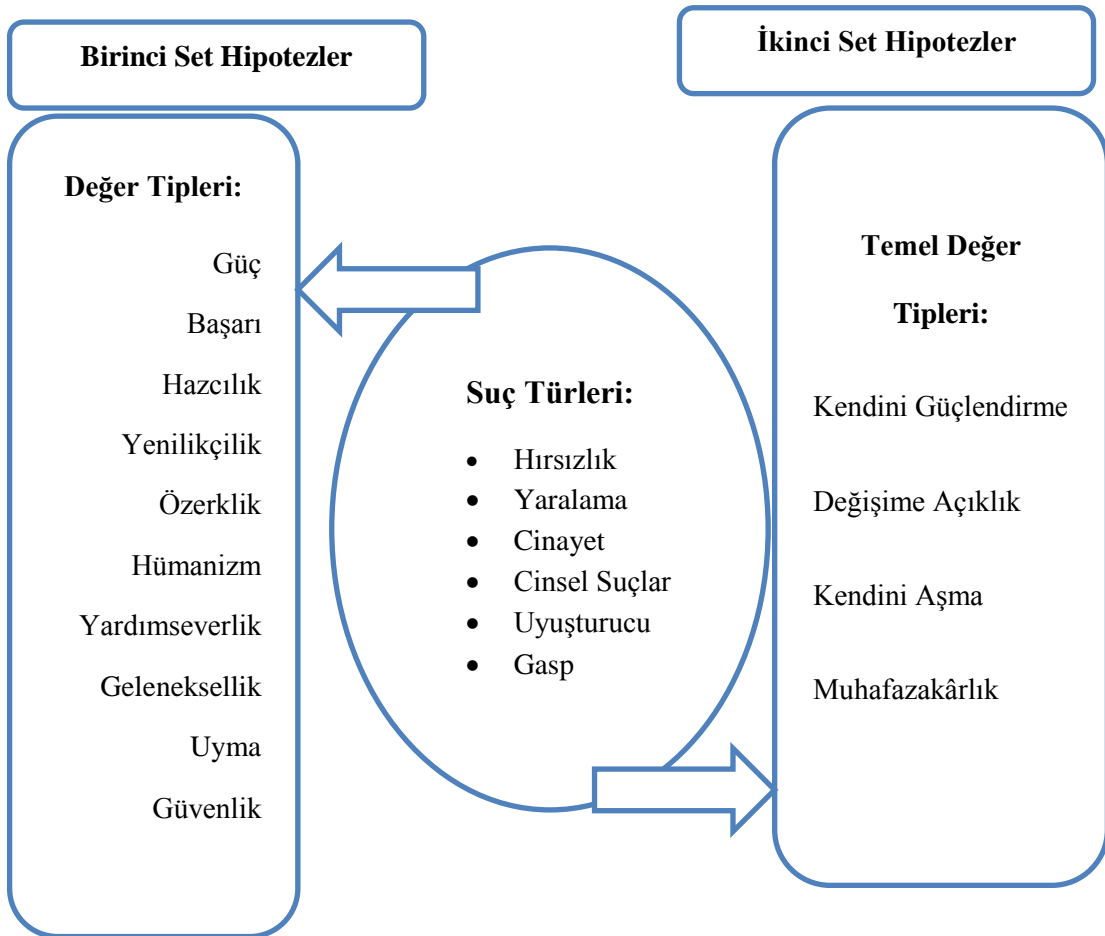 Birinci Set Hipotezler
İkinci Set Hipotezler
Değer Tipleri:
Güç
Başarı
Hazcılık
Yenilikçilik
Özerklik
Hümanizm
Yardımseverlik
Geleneksellik
Uyma
Güvenlik
Suç Türleri:
• Hırsızlık
• Yaralama
• Cinayet
• Cinsel Suçlar
• Uyuşturucu
• Gasp
Temel Değer
Tipleri:
Kendini Güçlendirme
Değişime Açıklık
Kendini Aşma
Muhafazakârlık